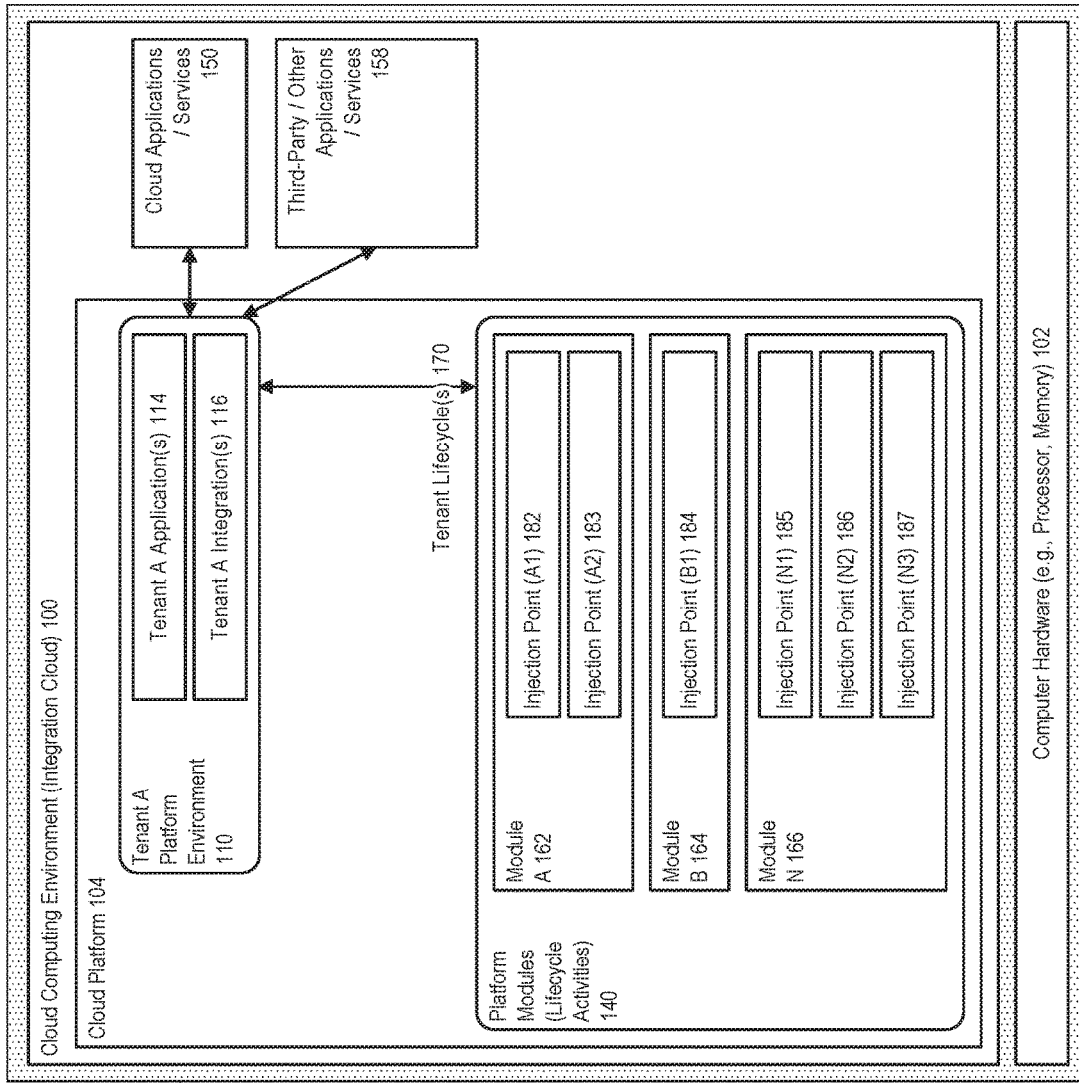 Cloud Computing Environment (Integration Cloud) 100
Cloud Platform 104
Tenant A
Platform
Environment
110
Tenant A Application(s) 114
Tenant A Integration(s) 116
Cloud Applications
/ Services
150
Third-Party / Other
Applications
/ Services
158
Tenant Lifecycle(s) 170
Platform
Modules
(Lifecycle
Activities)
140
Module
A 162
Injection Point (A1) 182
Injection Point (A2) 183
Module
B 164
Injection Point (B1) 184
Module
N 166
Injection Point (N1) 185
Injection Point (N2) 186
Injection Point (N3) 187
Computer Hardware (e.g., Processor, Memory) 102